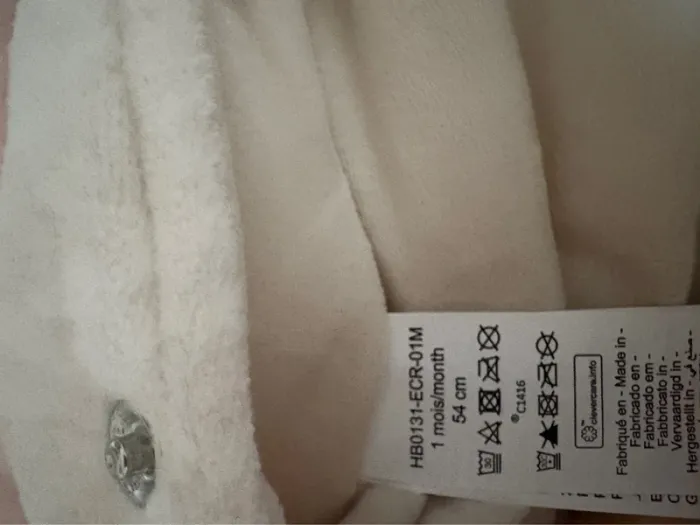 HB0131-ECR-01M
1 mois/month
54 cm
30
©C1416
clevercare.info
Fabriqué en - Made in -
Fabricado en -
Fabricado em -
Fabbricato in -
Vervaardigd In -
Hergestellt in -